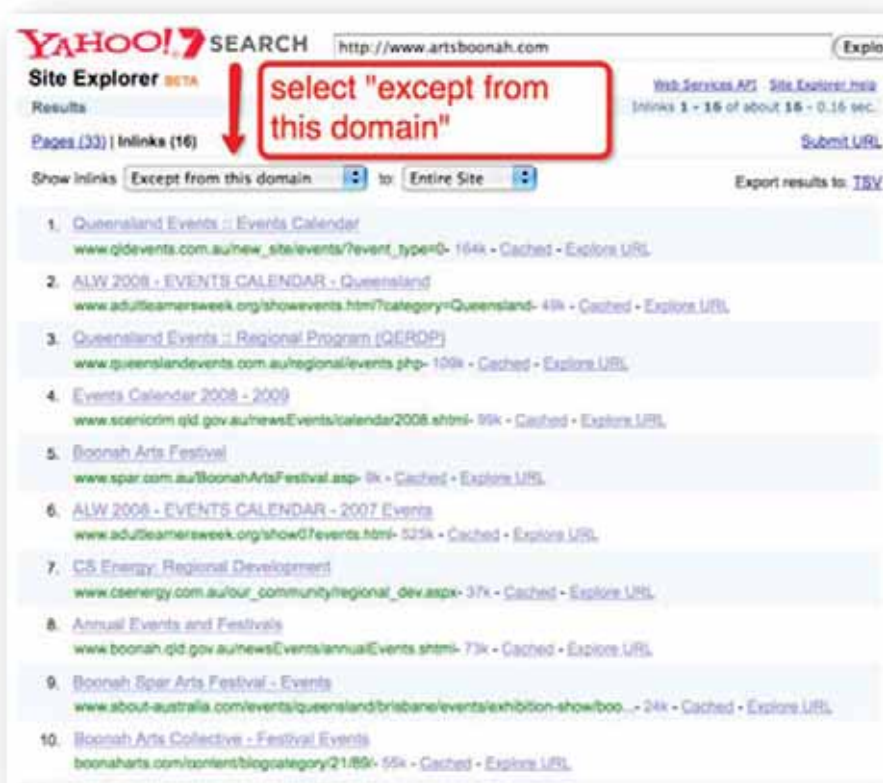 YAHOO!7 SEARCH http://www.artsboonah.com Explo
Site Explorer BETA
select "except from
this domain"
Web Services API Site Explorer Help
Results
Inlinks 1 - 16 of about 16 - 0.16 sec.
Pages (33) | Inlinks (16)
Submit URL
Show Inlinks Except from this domain to: Entire Site Export results to: TSV
1. Queensland Events :: Events Calendar
www.qldevents.com.au/new_site/events/?event_type=0- 164k - Cached - Explore URL
2. ALW 2008 - EVENTS CALENDAR - Queensland
www.adultlearnersweek.org/showevents.html?category=Queensland- 49k - Cached - Explore URL
3. Queensland Events :: Regional Program (QERDP)
www.queenslandevents.com.au/regional/events.php- 109k - Cached - Explore URL
4. Events Calendar 2008 - 2009
www.scenicrim.qld.gov.au/newsEvents/calendar2008.shtml- 99k - Cached - Explore URL
5. Boonah Arts Festival
www.spar.com.au/BoonahArtsFestival.asp- 9k - Cached - Explore URL
6. ALW 2008 - EVENTS CALENDAR - 2007 Events
www.adultlearnersweek.org/show07events.html- 525k - Cached - Explore URL
7. CS Energy: Regional Development
www.csenergy.com.au/our_community/regional_dev.aspx- 37k - Cached - Explore URL
8. Annual Events and Festivals
www.boonah.qld.gov.au/newsEvents/annualEvents.shtml- 73k - Cached - Explore URL
9. Boonah Spar Arts Festival - Events
www.about-australia.com/events/queensland/brisbane/events/exhibition-show/boo...- 24k - Cached - Explore URL
10. Boonah Arts Collective - Festival Events
boonaharts.com/content/blogcategory/21/89/- 55k - Cached - Explore URL